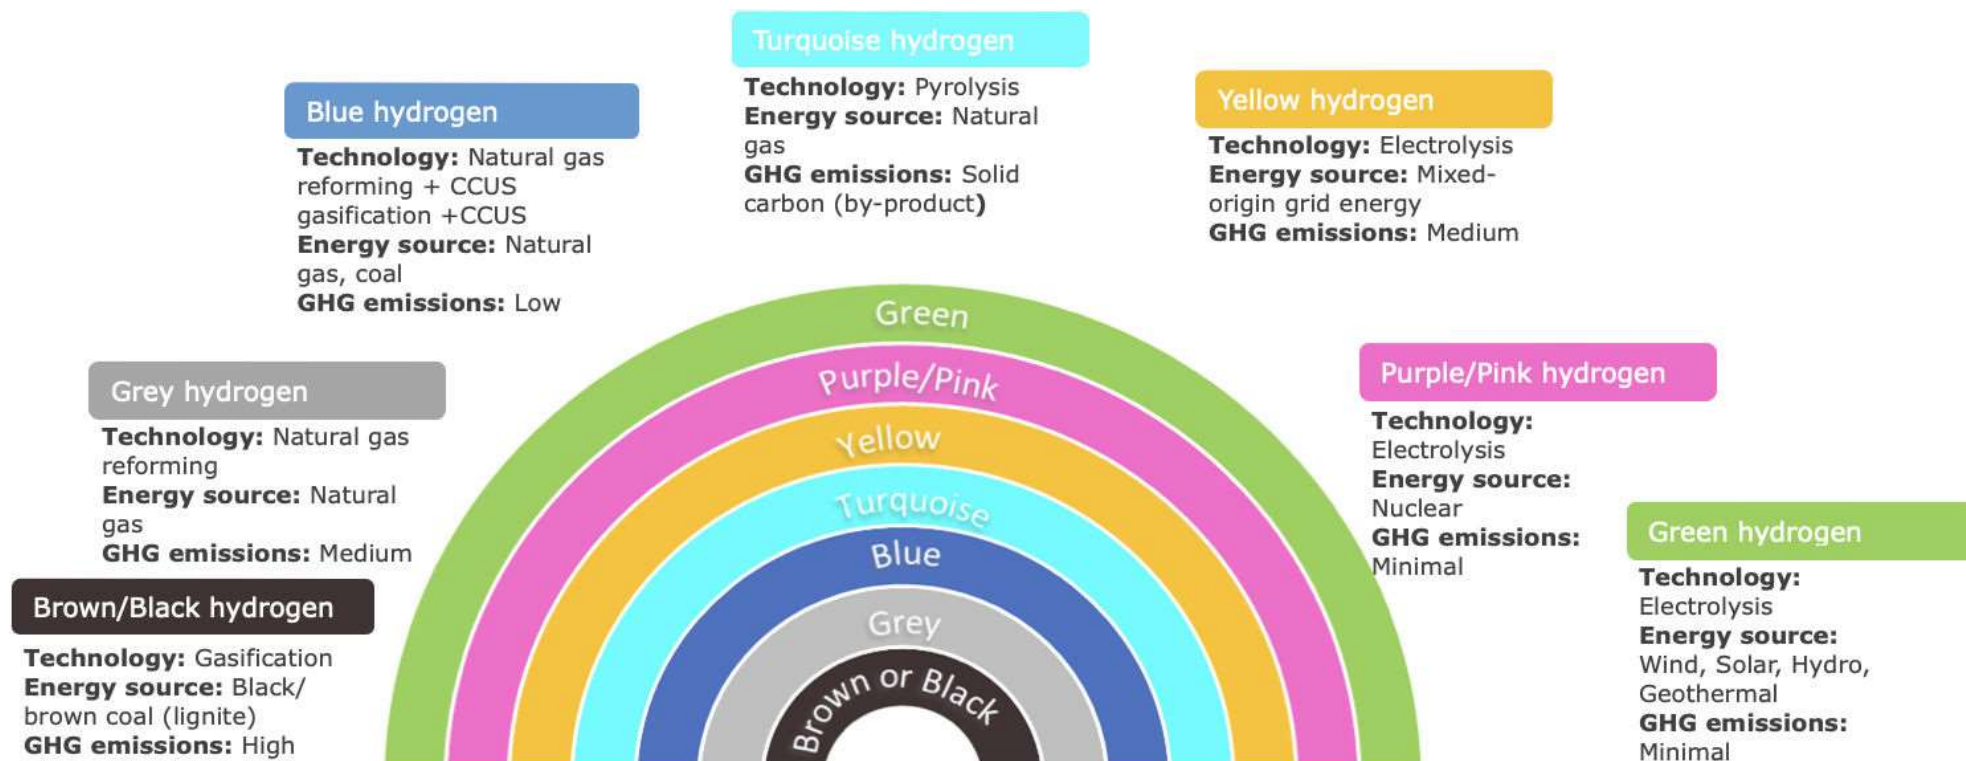 Turquoise hydrogen
Technology: Pyrolysis
Energy source: Natural
gas
GHG emissions: Solid
carbon (by-product)
Blue hydrogen
Technology: Natural gas
reforming + CCUS
gasification +CCUS
Energy source: Natural
gas, coal
GHG emissions: Low
Yellow hydrogen
Technology: Electrolysis
Energy source: Mixed-
origin grid energy
GHG emissions: Medium
Grey hydrogen
Technology: Natural gas
reforming
Energy source: Natural
gas
GHG emissions: Medium
Brown/Black hydrogen
Technology: Gasification
Energy source: Black/
brown coal (lignite)
GHG emissions: High
Green
Purple/Pink
Yellow
Turquoise
Blue
Grey
Brown or Black
Purple/Pink hydrogen
Technology:
Electrolysis
Energy source:
Nuclear
GHG emissions:
Minimal
Green hydrogen
Technology:
Electrolysis
Energy source:
Wind, Solar, Hydro,
Geothermal
GHG emissions:
Minimal